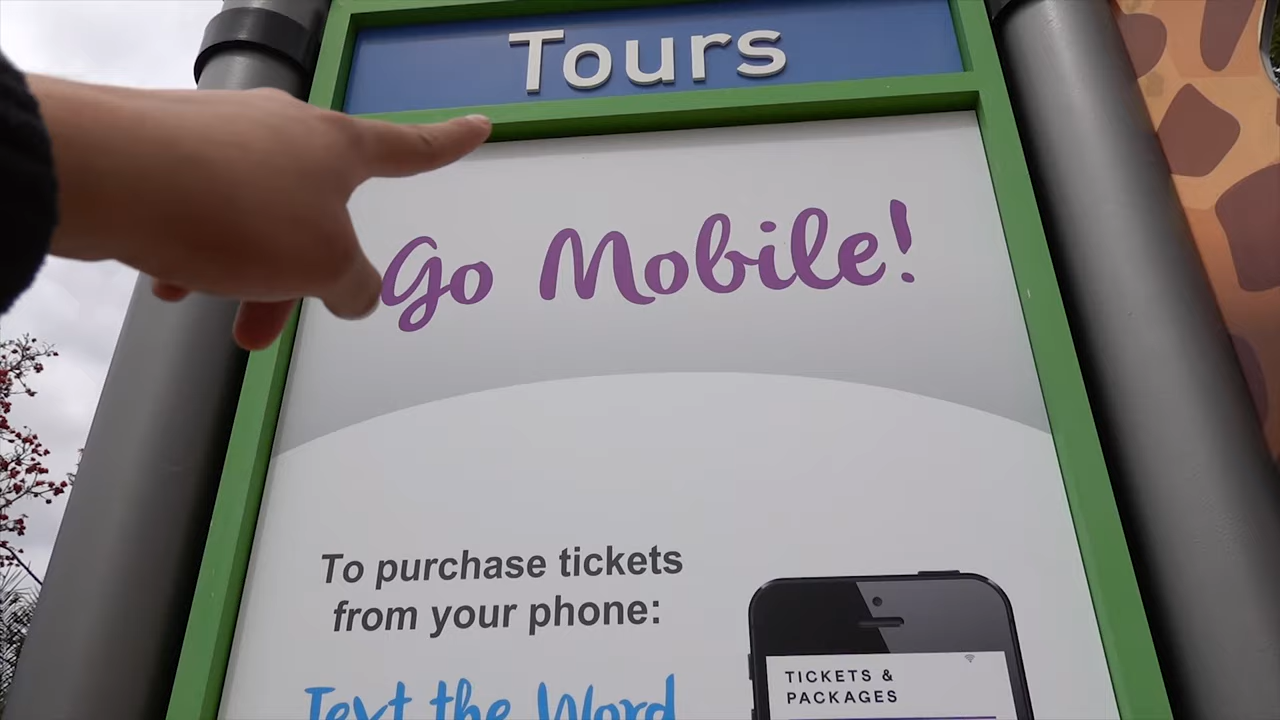 Tours
Go Mobile!
To purchase tickets
from your phone:
Text the Word
TICKETS &
PACKAGES